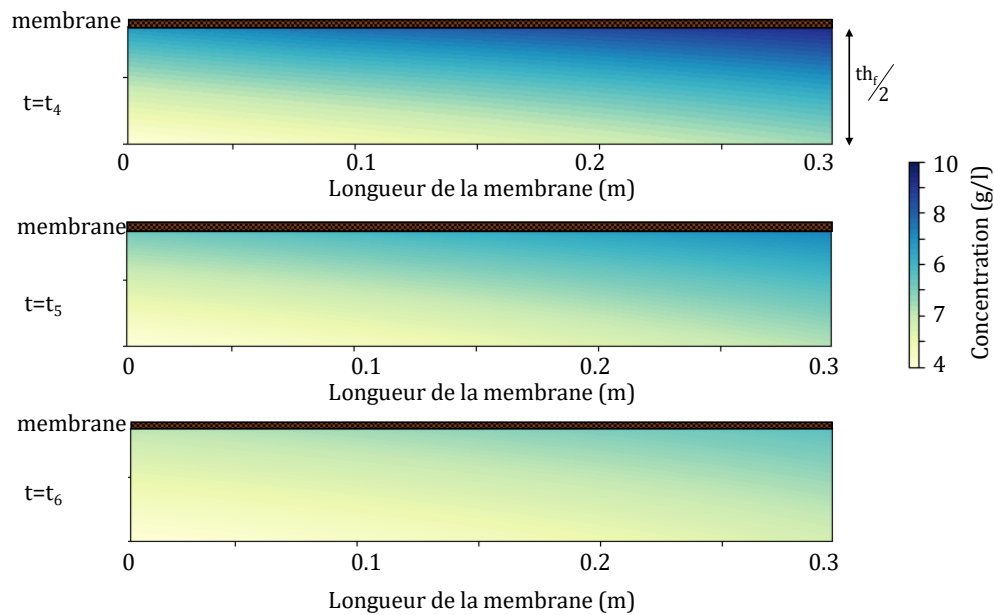 membrane
t=t4
thf/2
0 0.1 0.2 0.3
Longueur de la membrane (m)
membrane
t=t5
0 0.1 0.2 0.3
Longueur de la membrane (m)
membrane
t=t6
0 0.1 0.2 0.3
Longueur de la membrane (m)
10
8
6
7
4
Concentration (g/l)